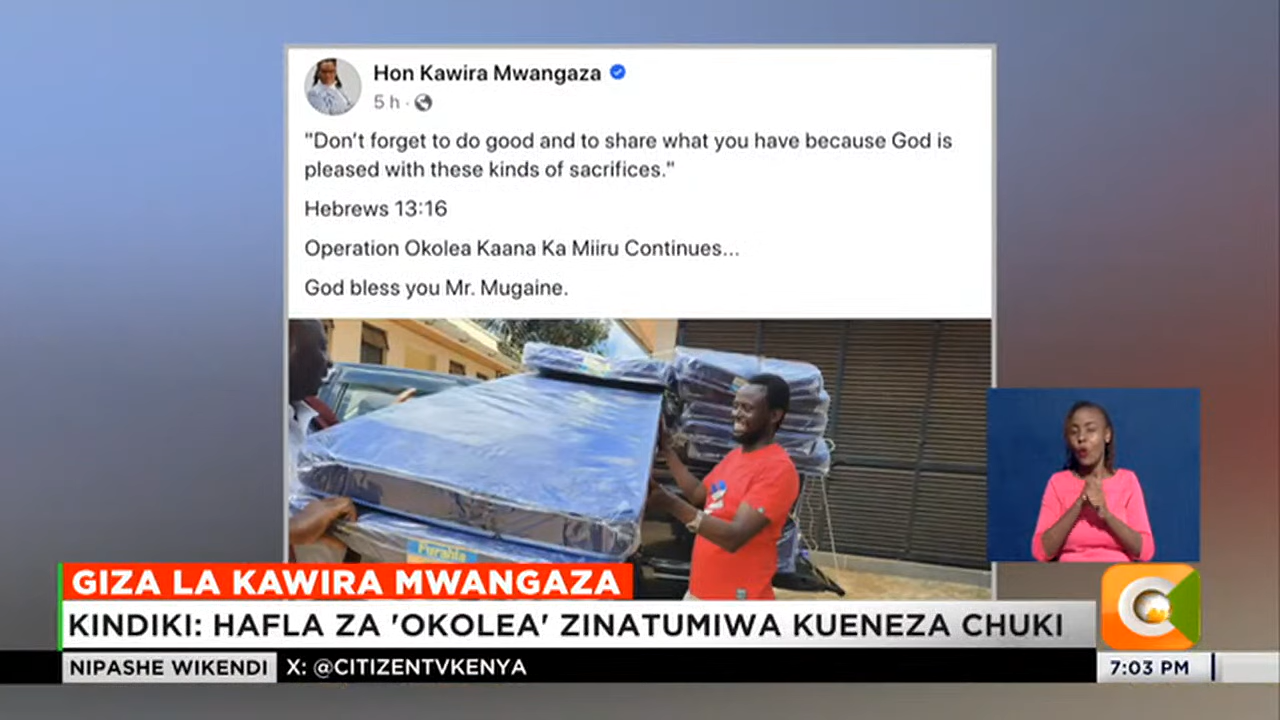 Hon Kawira Mwangaza
5 h ·
"Don't forget to do good and to share what you have because God is
pleased with these kinds of sacrifices."
Hebrews 13:16
Operation Okolea Kaana Ka Miiru Continues...
God bless you Mr. Mugaine.
Furahia
GIZA LA KAWIRA MWANGAZA
KINDIKI: HAFLA ZA 'OKOLEA' ZINATUMIWA KUENEZA CHUKI
NIPASHE WIKENDI X: @CITIZENTVKENYA
7:03 PM